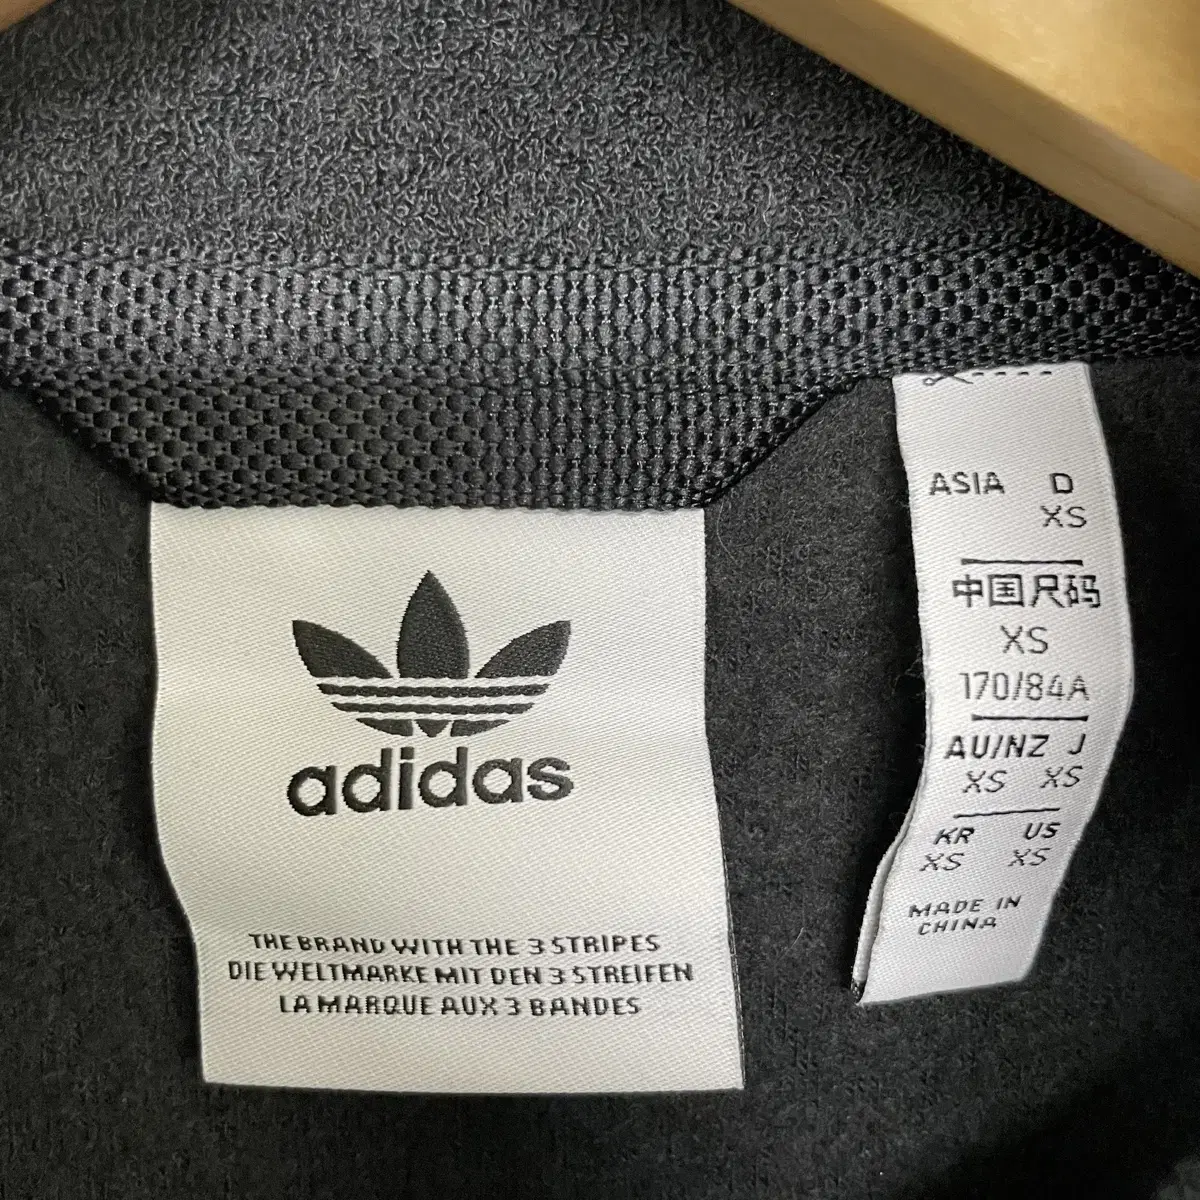 adidas
THE BRAND WITH THE 3 STRIPES
DIE WELTMARKE MIT DEN 3 STREIFEN
LA MARQUE AUX 3 BANDES
ASIA D
XS
中国尺码
XS
170/84A
AU/NZ J
XS XS
KR US
XS XS
MADE IN
CHINA